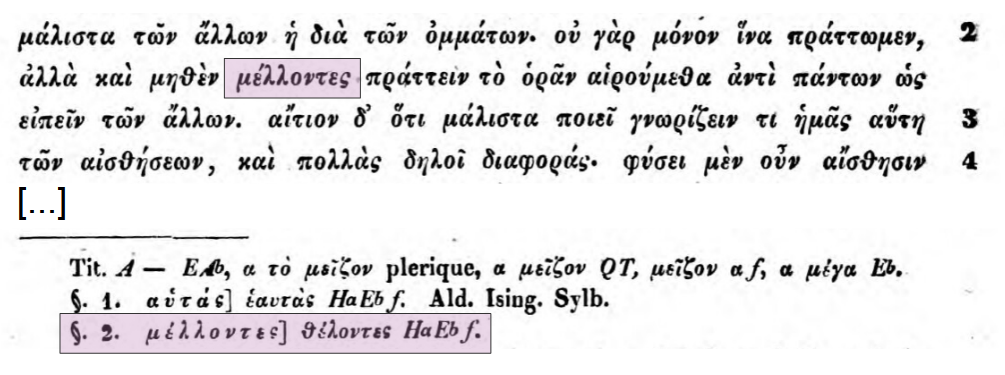 μάλιστα τῶν ἄλλων ἡ διὰ τῶν ὀμμάτων. οὐ γὰρ μόνον ἵνα πράττωμεν, 2
ἀλλὰ καὶ μηθὲν μέλλοντες πράττειν τὸ ὁρᾶν αἱρούμεθα ἀντὶ πάντων ὡς
εἰπεῖν τῶν ἄλλων. αἴτιον δ᾽ ὅτι μάλιστα ποιεῖ γνωρίζειν τι ἡμᾶς αὕτη 3
τῶν αἰσθήσεων, καὶ πολλὰς δηλοῖ διαφοράς. φύσει μὲν οὖν αἴσθησιν 4
[...]
Tit. A — EAb, α τὸ μεῖζον plerique, α μεῖζον QT, μεῖζον α f, α μέγα Eb.
§. 1. αὑτάς] ἑαυτὰς HaEb f. Ald. Ising. Sylb.
§. 2. μέλλοντες] θέλοντες HaEb f.